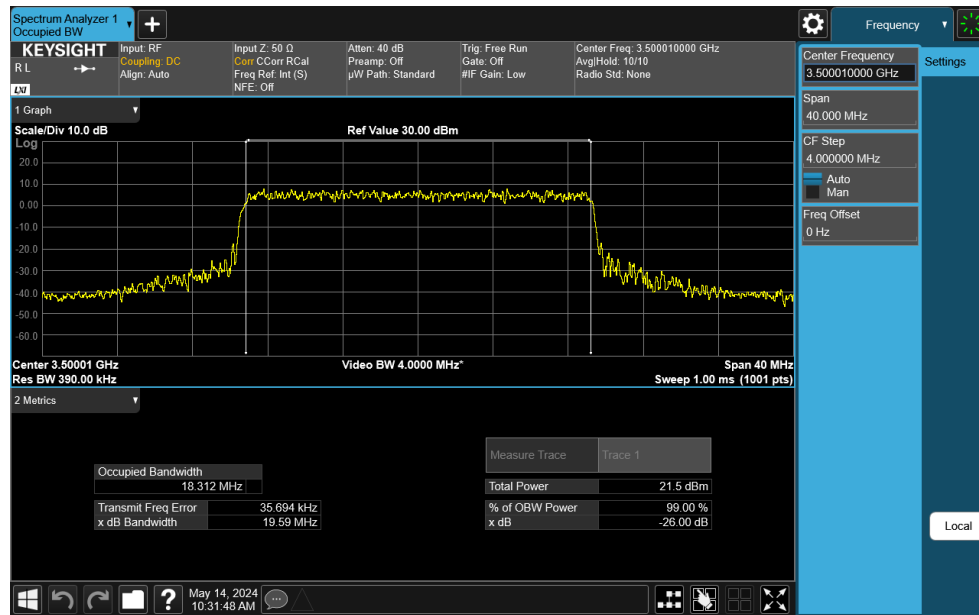 Spectrum Analyzer 1
Occupied BW
Frequency
KEYSIGHT
R L
LXI
Input: RF
Coupling: DC
Align: Auto
Input Z: 50 Ω
Corr CCorr RCal
Freq Ref: Int (S)
NFE: Off
Atten: 40 dB
Preamp: Off
µW Path: Standard
Trig: Free Run
Gate: Off
#IF Gain: Low
Center Freq: 3.500010000 GHz
Avg|Hold: 10/10
Radio Std: None
Center Frequency
3.500010000 GHz
Settings
Span
40.000 MHz
CF Step
4.000000 MHz
Auto
Man
Freq Offset
0 Hz
Local
1 Graph
Scale/Div 10.0 dB
Ref Value 30.00 dBm
Log
20.0
10.0
0.00
-10.0
-20.0
-30.0
-40.0
-50.0
-60.0
Center 3.50001 GHz
Video BW 4.0000 MHz*
Span 40 MHz
Res BW 390.00 kHz
Sweep 1.00 ms (1001 pts)
2 Metrics
Measure Trace Trace 1
Occupied Bandwidth
18.312 MHz
Total Power 21.5 dBm
Transmit Freq Error 35.694 kHz
% of OBW Power 99.00 %
x dB Bandwidth 19.59 MHz
x dB -26.00 dB
?
May 14, 2024
10:31:48 AM